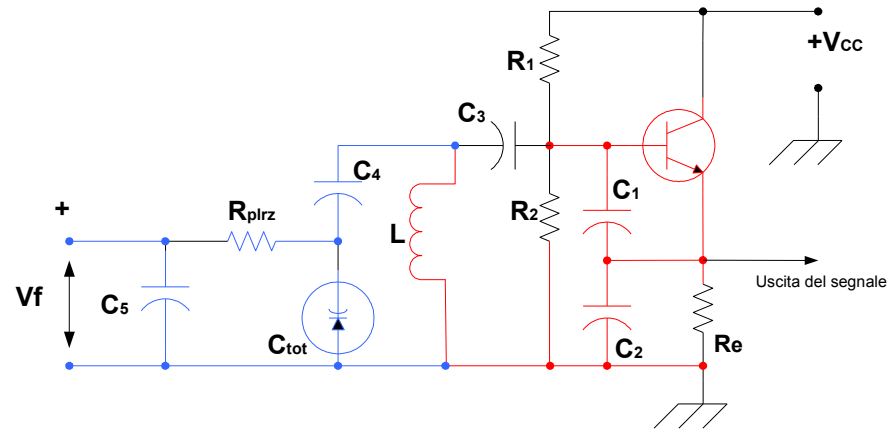 +VCC
R1
C3
C4
C1
R2
Rplrz
+
L
Uscita del segnale
Vf
C5
Ctot
C2
Re